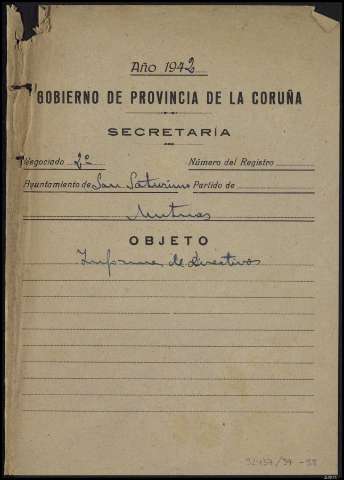 Año 1942
GOBIERNO DE PROVINCIA DE LA CORUÑA
SECRETARÍA
Negociado 2º Número del Registro
Ayuntamiento de San Saturnino Partido de
Mutuas
OBJETO
Informes de Directivos